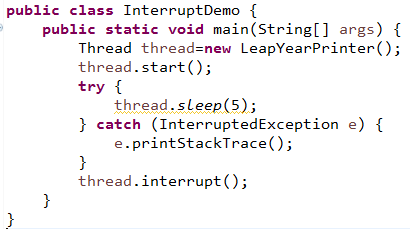 public class InterruptDemo {
    public static void main(String[] args) {
        Thread thread=new LeapYearPrinter();
        thread.start();
        try {
            thread.sleep(5);
        } catch (InterruptedException e) {
            e.printStackTrace();
        }
        thread.interrupt();
    }
}